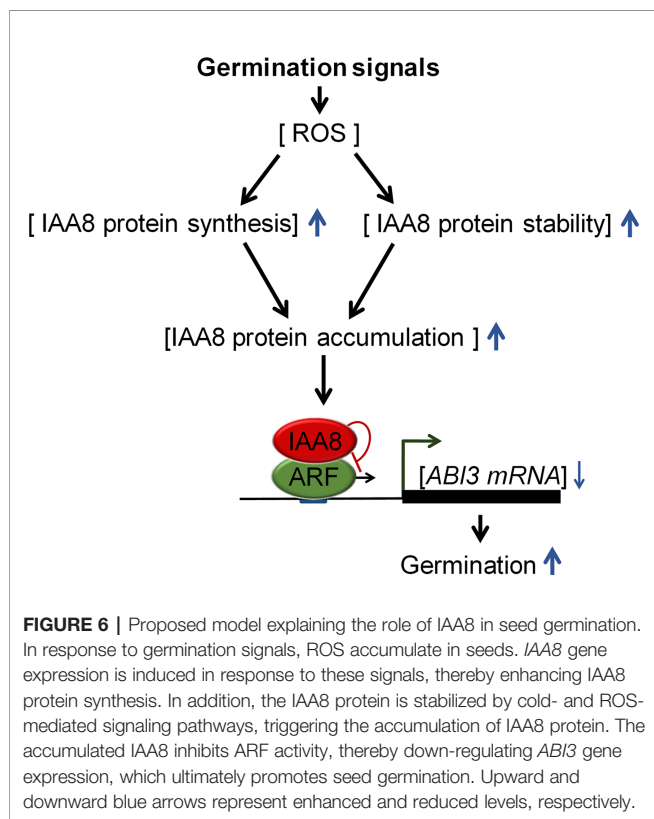 Germination signals
[ ROS ]
[ IAA8 protein synthesis] [ IAA8 protein stability]
[IAA8 protein accumulation ]
IAA8
ARF
[ABI3 mRNA]
Germination
FIGURE 6 | Proposed model explaining the role of IAA8 in seed germination.
In response to germination signals, ROS accumulate in seeds. IAA8 gene
expression is induced in response to these signals, thereby enhancing IAA8
protein synthesis. In addition, the IAA8 protein is stabilized by cold- and ROS-
mediated signaling pathways, triggering the accumulation of IAA8 protein. The
accumulated IAA8 inhibits ARF activity, thereby down-regulating ABI3 gene
expression, which ultimately promotes seed germination. Upward and
downward blue arrows represent enhanced and reduced levels, respectively.